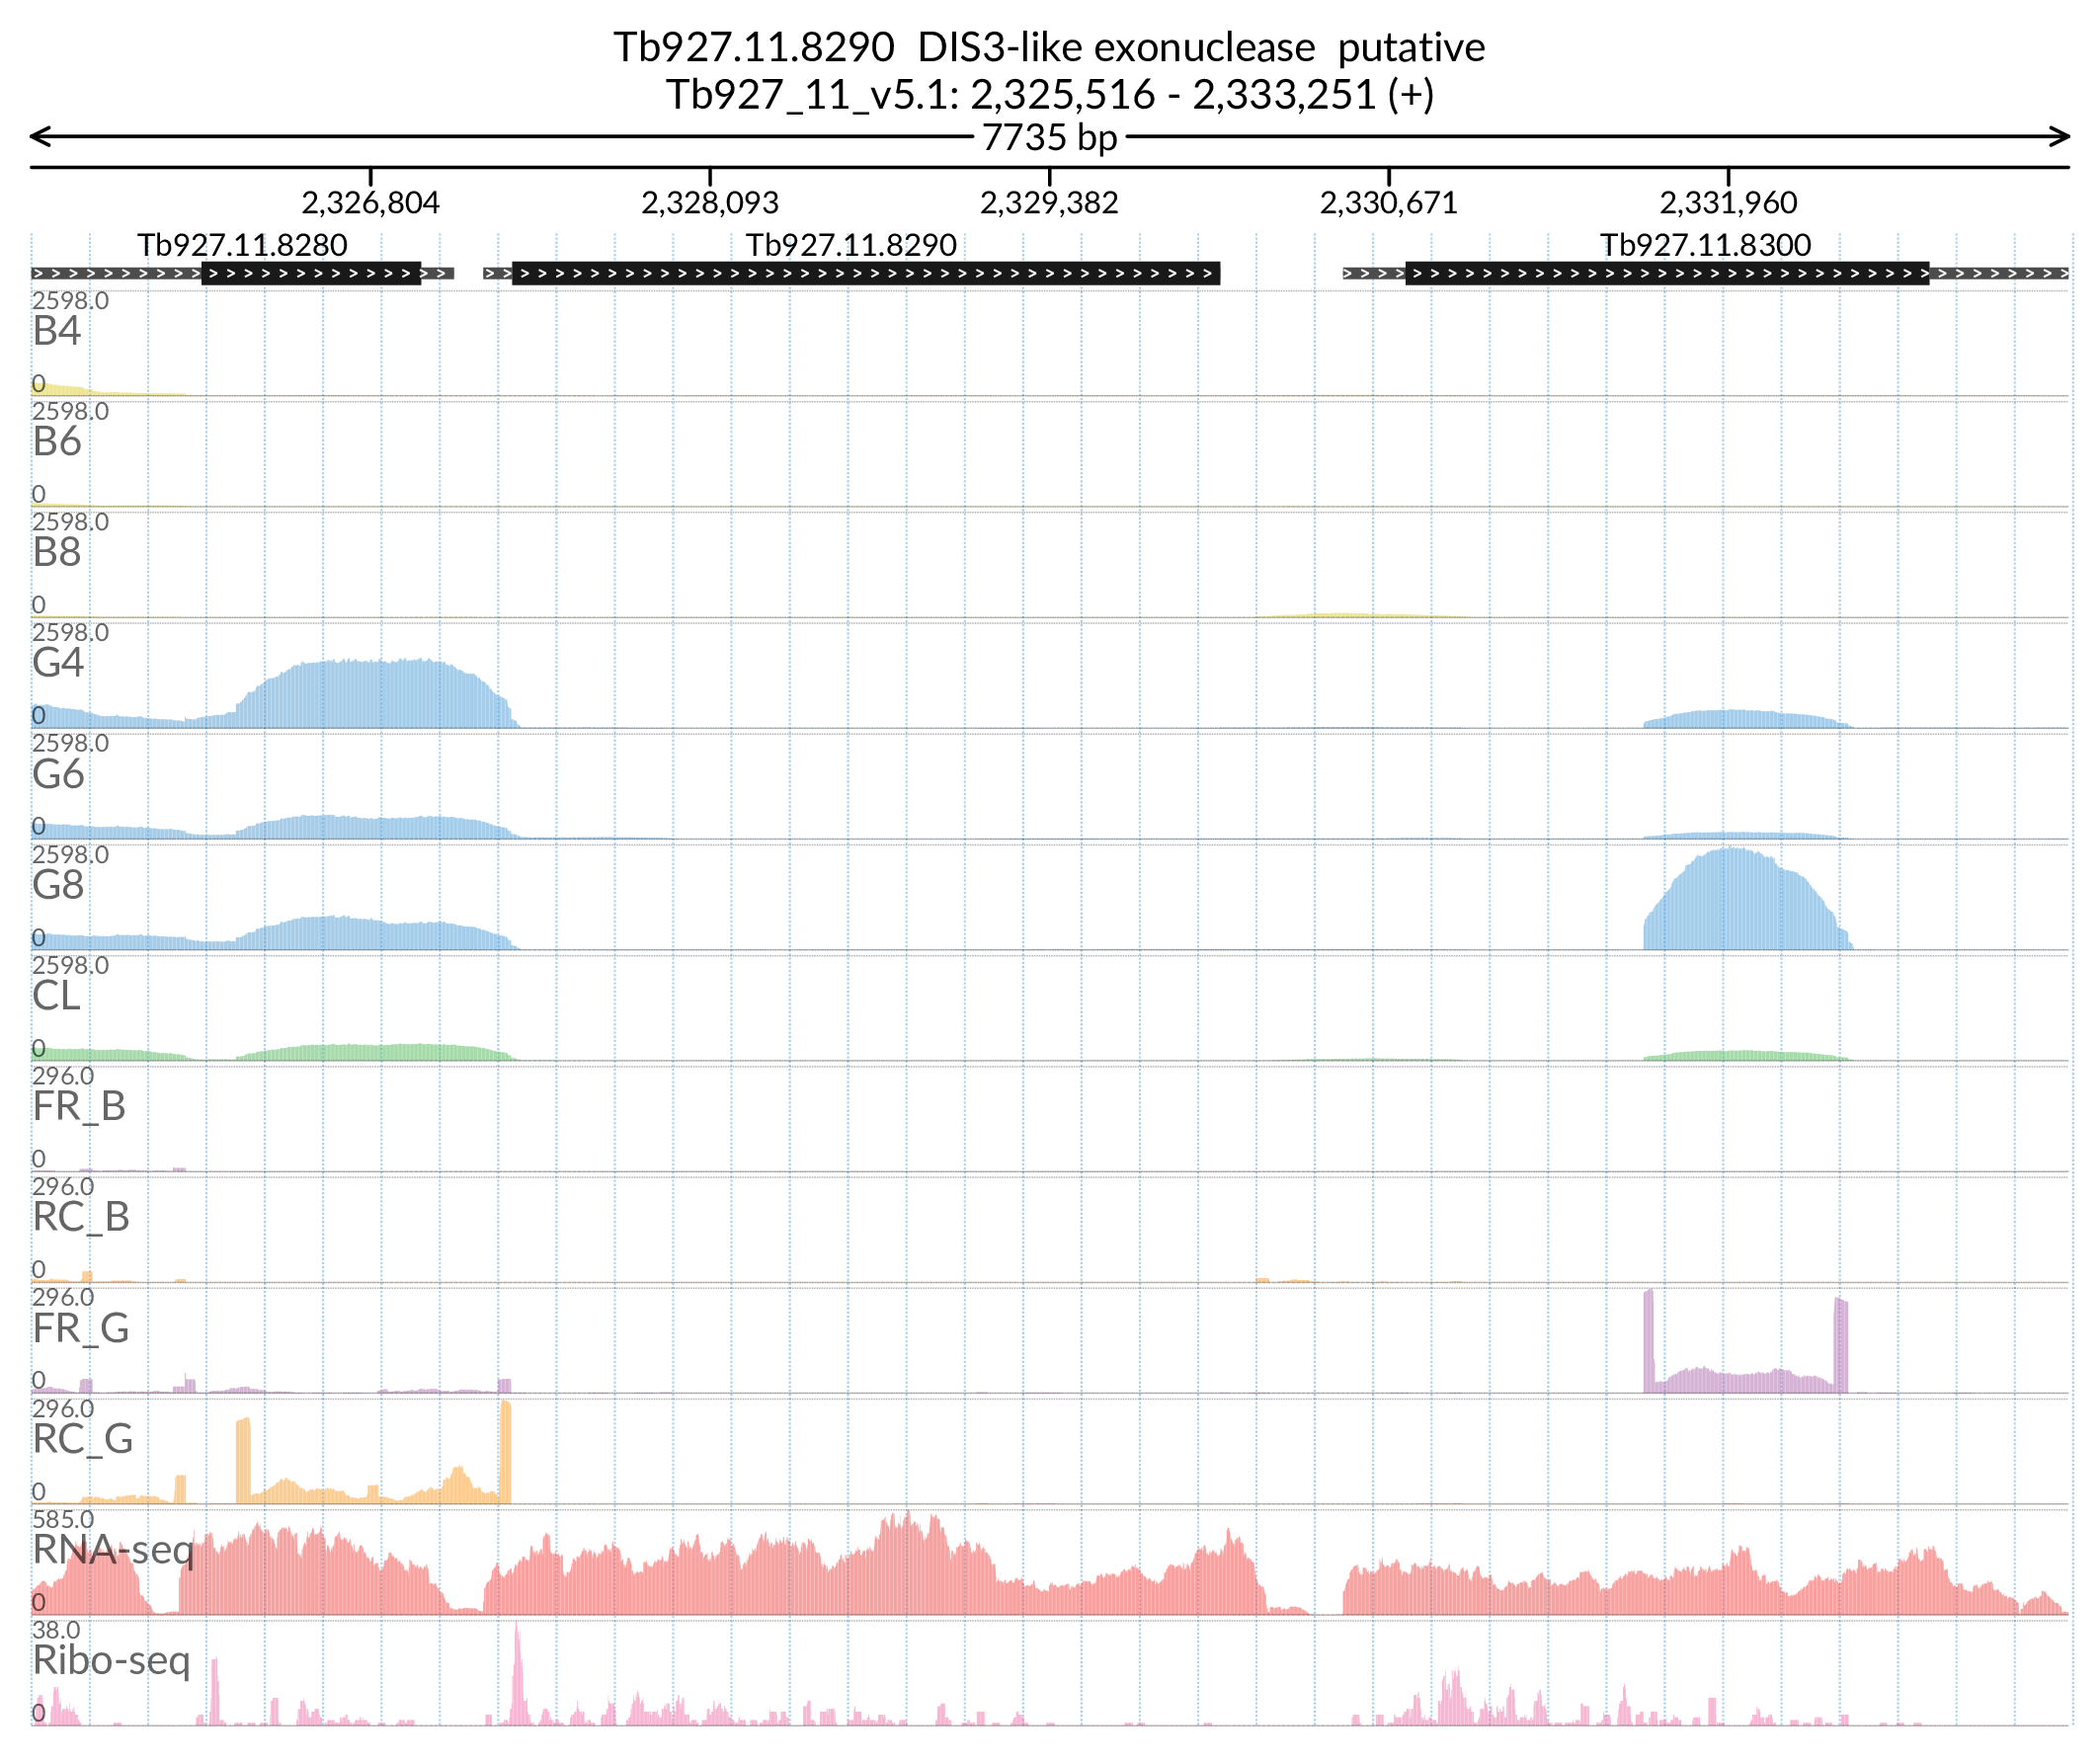 Tb927.11.8290  DIS3-like exonuclease  putative
Tb927_11_v5.1: 2,325,516 - 2,333,251 (+)
7735 bp
2,326,804 2,328,093 2,329,382 2,330,671 2,331,960
Tb927.11.8280 Tb927.11.8290 Tb927.11.8300
2598.0
B4
0
2598.0
B6
0
2598.0
B8
0
2598.0
G4
0
2598.0
G6
0
2598.0
G8
0
2598.0
CL
0
296.0
FR_B
0
296.0
RC_B
0
296.0
FR_G
0
296.0
RC_G
0
585.0
RNA-seq
0
38.0
Ribo-seq
0